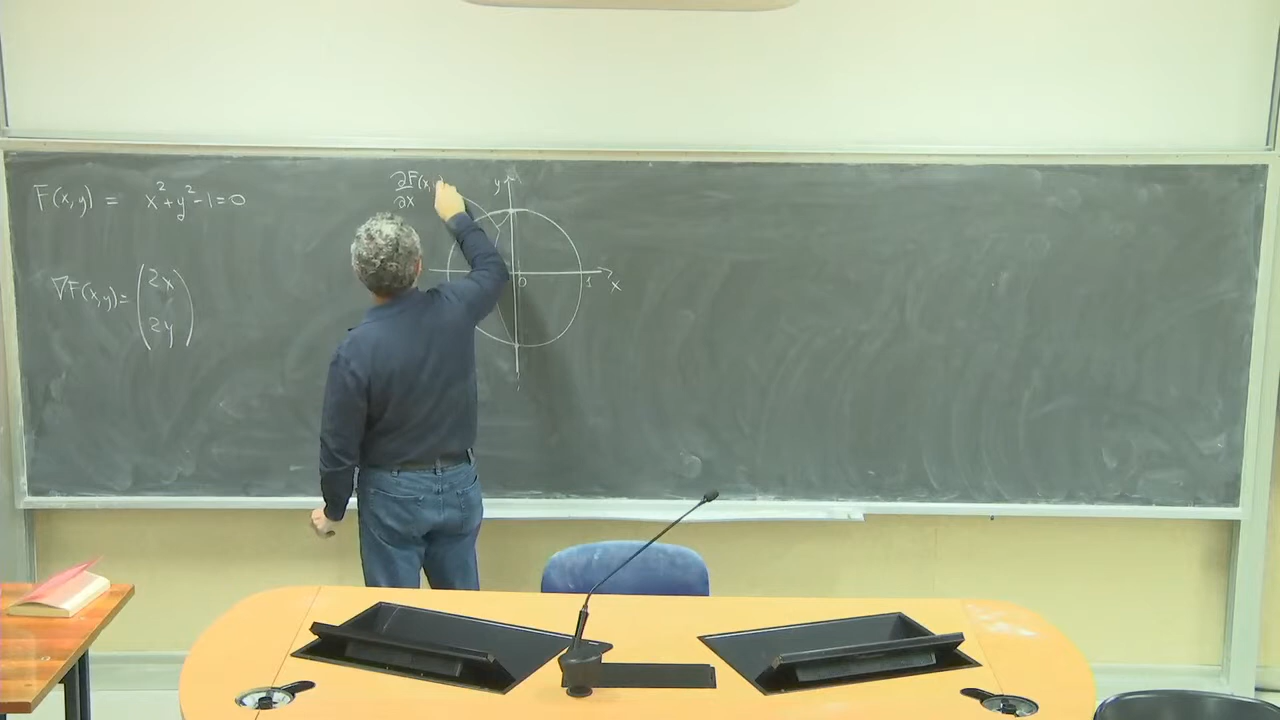 F(x,y) = x²+y²-1=0
∇F(x,y)= (2x
2y)
∂F(x,
∂x
y
0
1
x